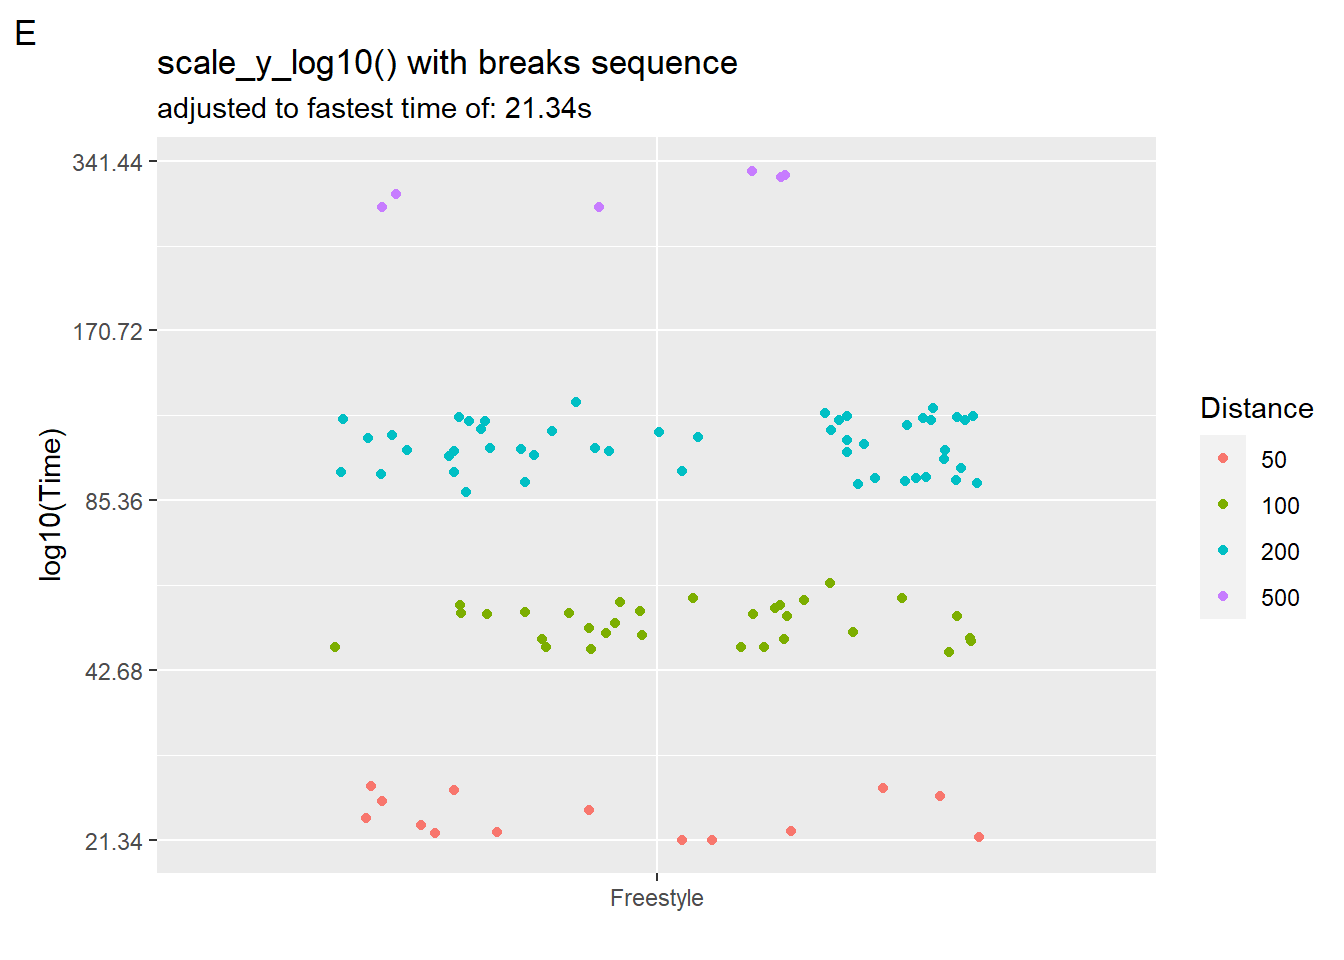 E
scale_y_log10() with breaks sequence
adjusted to fastest time of: 21.34s
341.44
170.72
85.36
42.68
21.34
log10(Time)
Freestyle
Distance
50
100
200
500